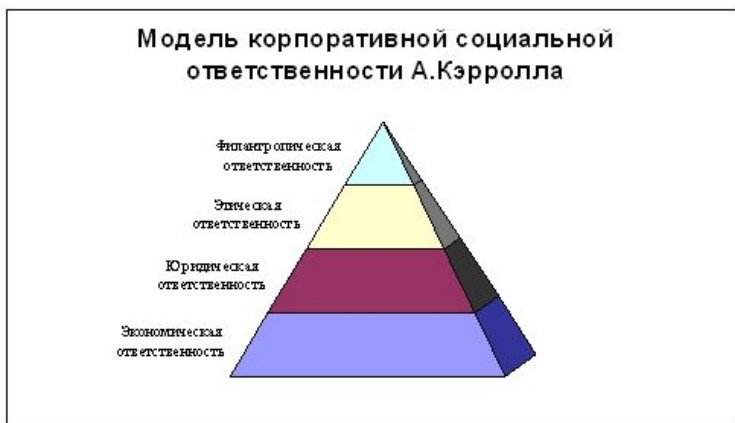 Модель корпоративной социальной
ответственности А.Кэрролла
Филантропическая
ответственность
Этическая
ответственность
Юридическая
ответственность
Экономическая
ответственность